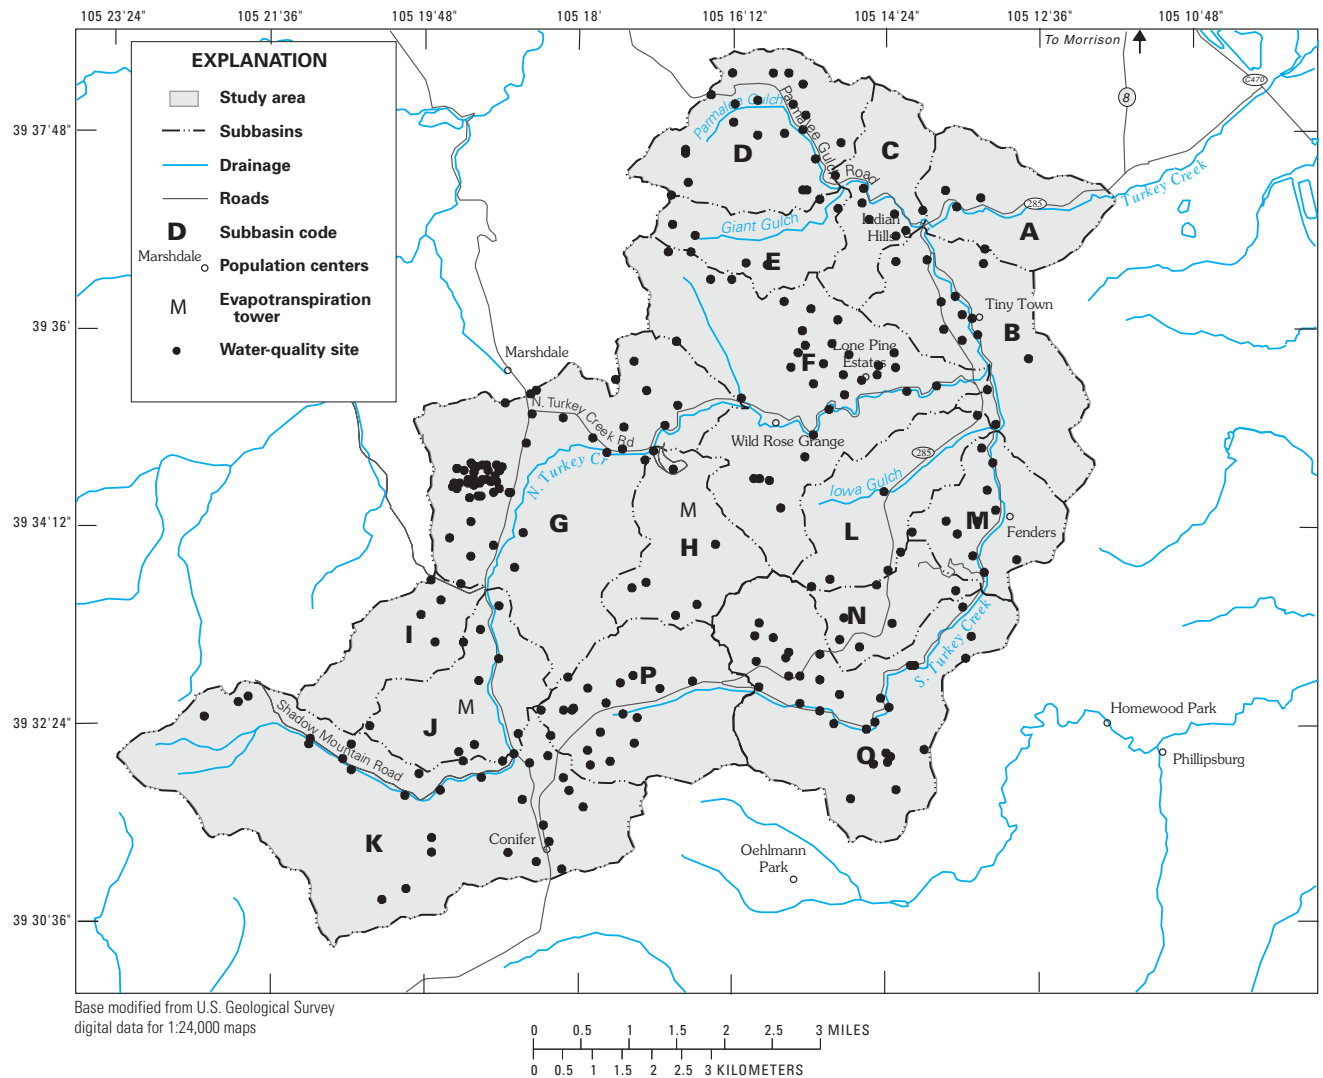 105 23'24" 105 21'36" 105 19'48" 105 18' 105 16'12" 105 14'24" 105 12'36" 105 10'48"
To Morrison
EXPLANATION
Study area
Subbasins
Drainage
Roads
D Subbasin code
Marshdale Population centers
M Evapotranspiration
tower
Water-quality site
39 37'48"
39 36'
39 34'12"
39 32'24"
39 30'36"
C470
8
Parmalee Gulch
Parmalee Gulch Road
D
C
Turkey Creek
285
A
Giant Gulch
Indian
Hills
E
Tiny Town
B
Marshdale
F
Lone Pine
Estates
N. Turkey Creek Rd
Wild Rose Grange
N. Turkey Cr
285
Iowa Gulch
G
M
H
L
M
Fenders
I
N
S. Turkey Creek
P
M
J
Shadow Mountain Road
Homewood Park
Phillipsburg
O
K
Conifer
Oehlmann
Park
Base modified from U.S. Geological Survey
digital data for 1:24,000 maps
0 0.5 1 1.5 2 2.5 3 MILES
0 0.5 1 1.5 2 2.5 3 KILOMETERS